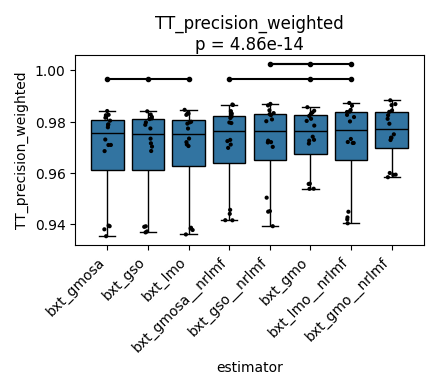 TT_precision_weighted
p = 4.86e-14
TT_precision_weighted
1.00
0.98
0.96
0.94
bxt_gmosa
bxt_gso
bxt_lmo
bxt_gmosa__nrlmf
bxt_gso__nrlmf
bxt_gmo
bxt_lmo__nrlmf
bxt_gmo__nrlmf
estimator